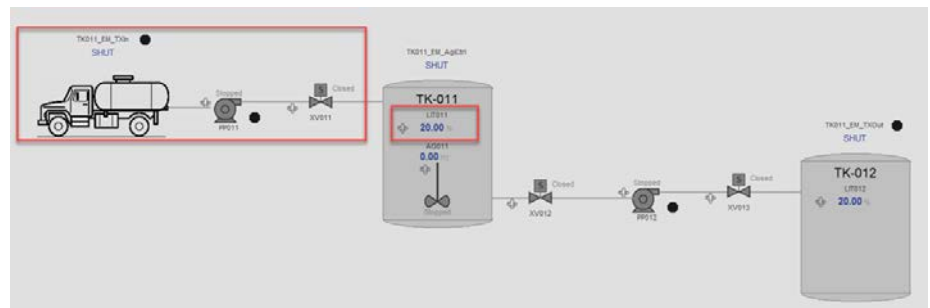 TK011_EM_TXIn
SHUT
Stopped
PP011
S
Closed
XV011
TK011_EM_AgiCtrl
SHUT
TK-011
LIT011
20.00 %
AG011
0.00
Stopped
S
Closed
XV012
Stopped
PP012
S
Closed
XV013
TK011_EM_TXOut
SHUT
TK-012
LIT012
20.00 %